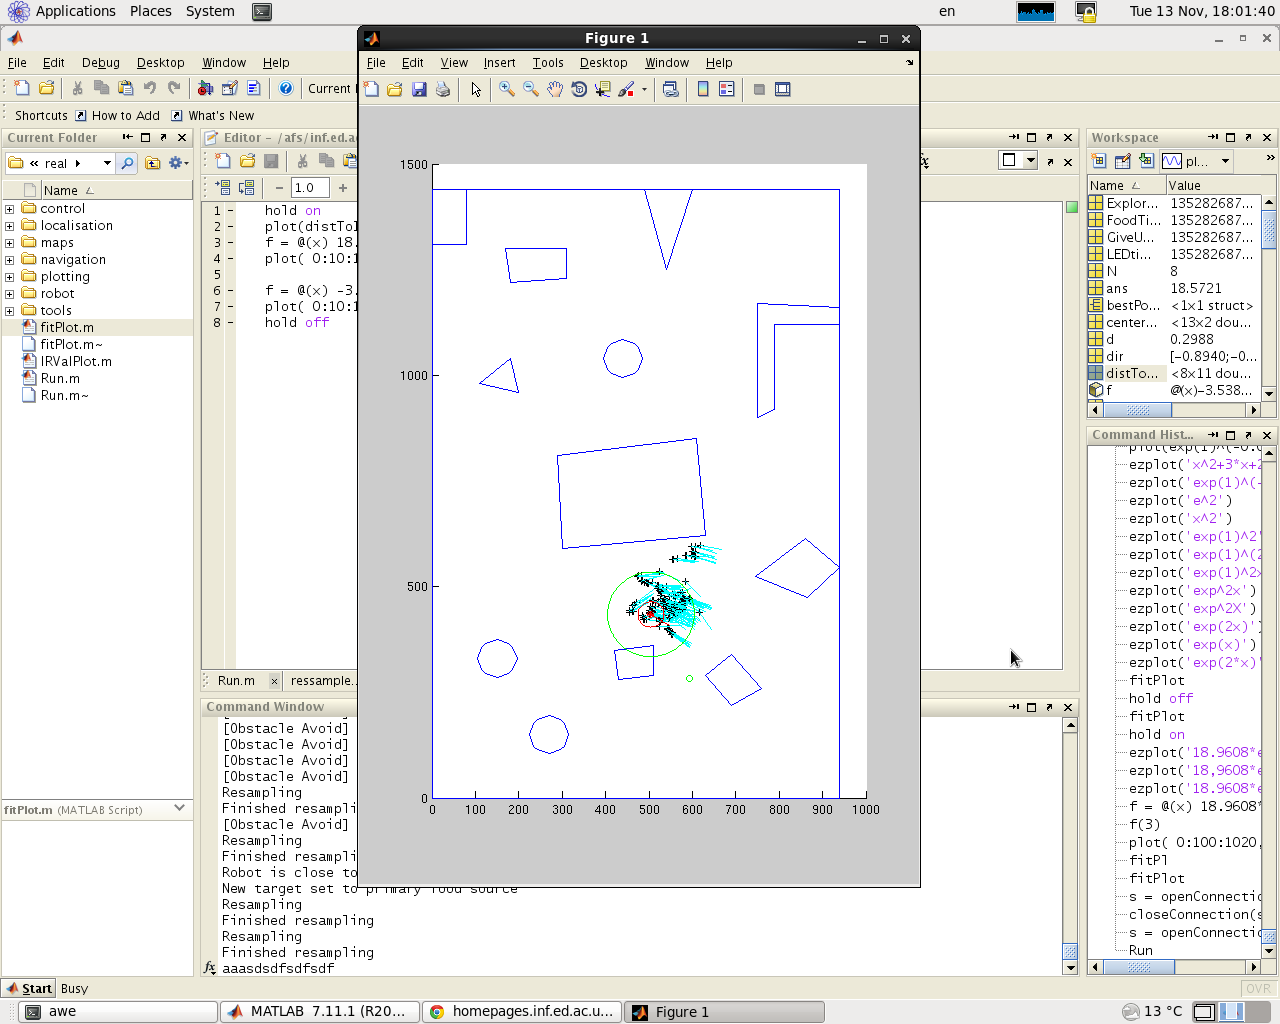 Applications Places System
en
Tue 13 Nov, 18:01:40
Figure 1
File Edit Debug Desktop Window Help
File Edit View Insert Tools Desktop Window Help
Shortcuts How to Add What's New
Current Folder
« real
Name
control
localisation
maps
navigation
plotting
robot
tools
fitPlot.m
fitPlot.m~
IRValPlot.m
Run.m
Run.m~
fitPlot.m (MATLAB Script)
Editor – /afs/inf.ed.a
1.0
1 hold on
2 plot(distTo
3 f = @(x) 18.
4 plot( 0:10:1
5
6 f = @(x) -3.
7 plot( 0:10:1
8 hold off
Run.m × ressample.
1500
1000
500
0
0 100 200 300 400 500 600 700 800 900 1000
Command Window
[Obstacle Avoid]
[Obstacle Avoid]
[Obstacle Avoid]
[Obstacle Avoid]
Resampling
Finished resampli
[Obstacle Avoid]
Resampling
Finished resampli
Robot is close to
New target set to primary food source
Resampling
Finished resampling
Resampling
Finished resampling
fx aaasdsdfsdfsdf
Workspace
pl...
Name Value
Explor... 135282687...
FoodTi... 135282687...
GiveU... 135282687...
LEDti... 135282687...
N 8
ans 18.5721
bestPo... <1x1 struct>
center... <13x2 dou...
d 0.2988
dir [-0.8940;-0...
distTo... <8x11 dou...
f @(x)-3.538...
Command Hist...
plot(exp(1)^(-0.0
ezplot('x^2+3*x+2
ezplot('exp(1)^(-
ezplot('e^2')
ezplot('x^2')
ezplot('exp(1)^2'
ezplot('exp(1)^(2
ezplot('exp(1)^2x
ezplot('exp^2x')
ezplot('exp^2X')
ezplot('exp(2x)')
ezplot('exp(x)')
ezplot('exp(2*x)'
fitPlot
hold off
fitPlot
hold on
ezplot('18.9608*e
ezplot('18,9608*e
ezplot('18.9608*e
f = @(x) 18.9608*
f(3)
plot( 0:100:1020,
fitPl
fitPlot
s = openConnectio
closeConnection(s
s = openConnectio
Run
Start Busy
OVR
awe
MATLAB 7.11.1 (R20...
homepages.inf.ed.ac.u...
Figure 1
13 °C